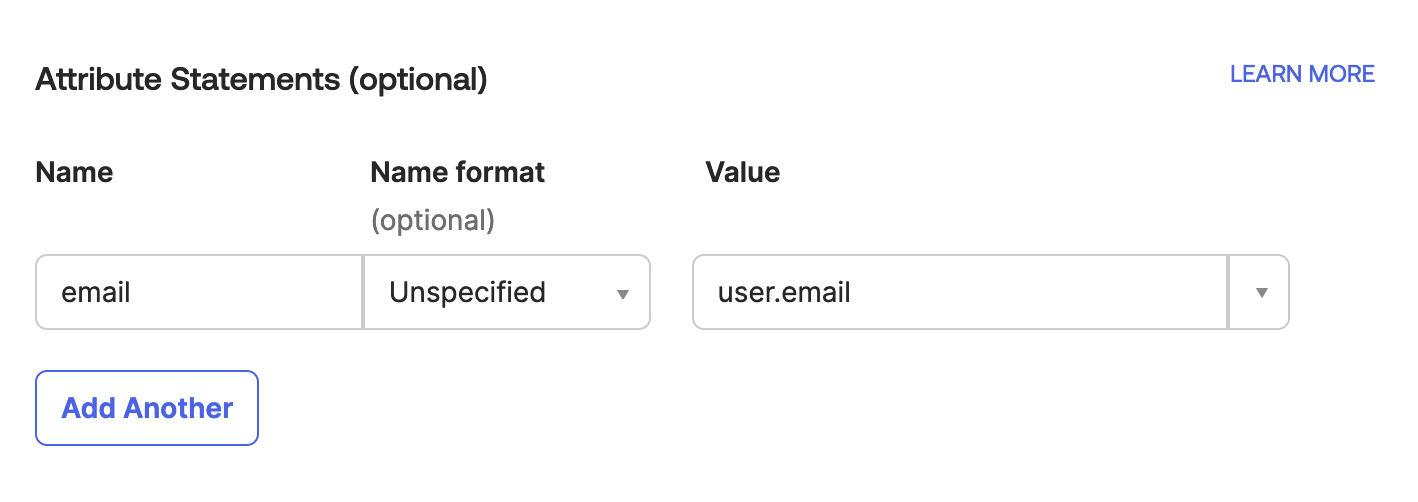 Attribute Statements (optional)
LEARN MORE
Name
Name format
(optional)
Value
email
Unspecified
user.email
Add Another